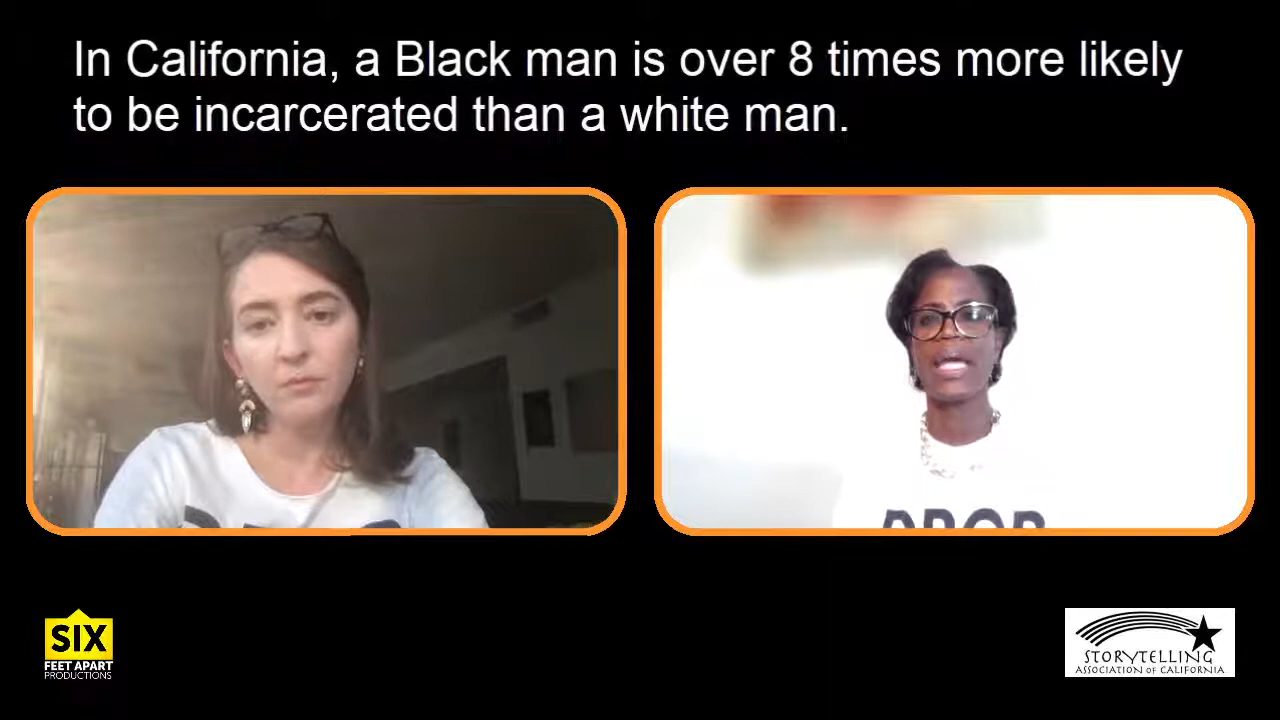 In California, a Black man is over 8 times more likely
to be incarcerated than a white man.
SIX
FEET APART
PRODUCTIONS
STORYTELLING
ASSOCIATION OF CALIFORNIA